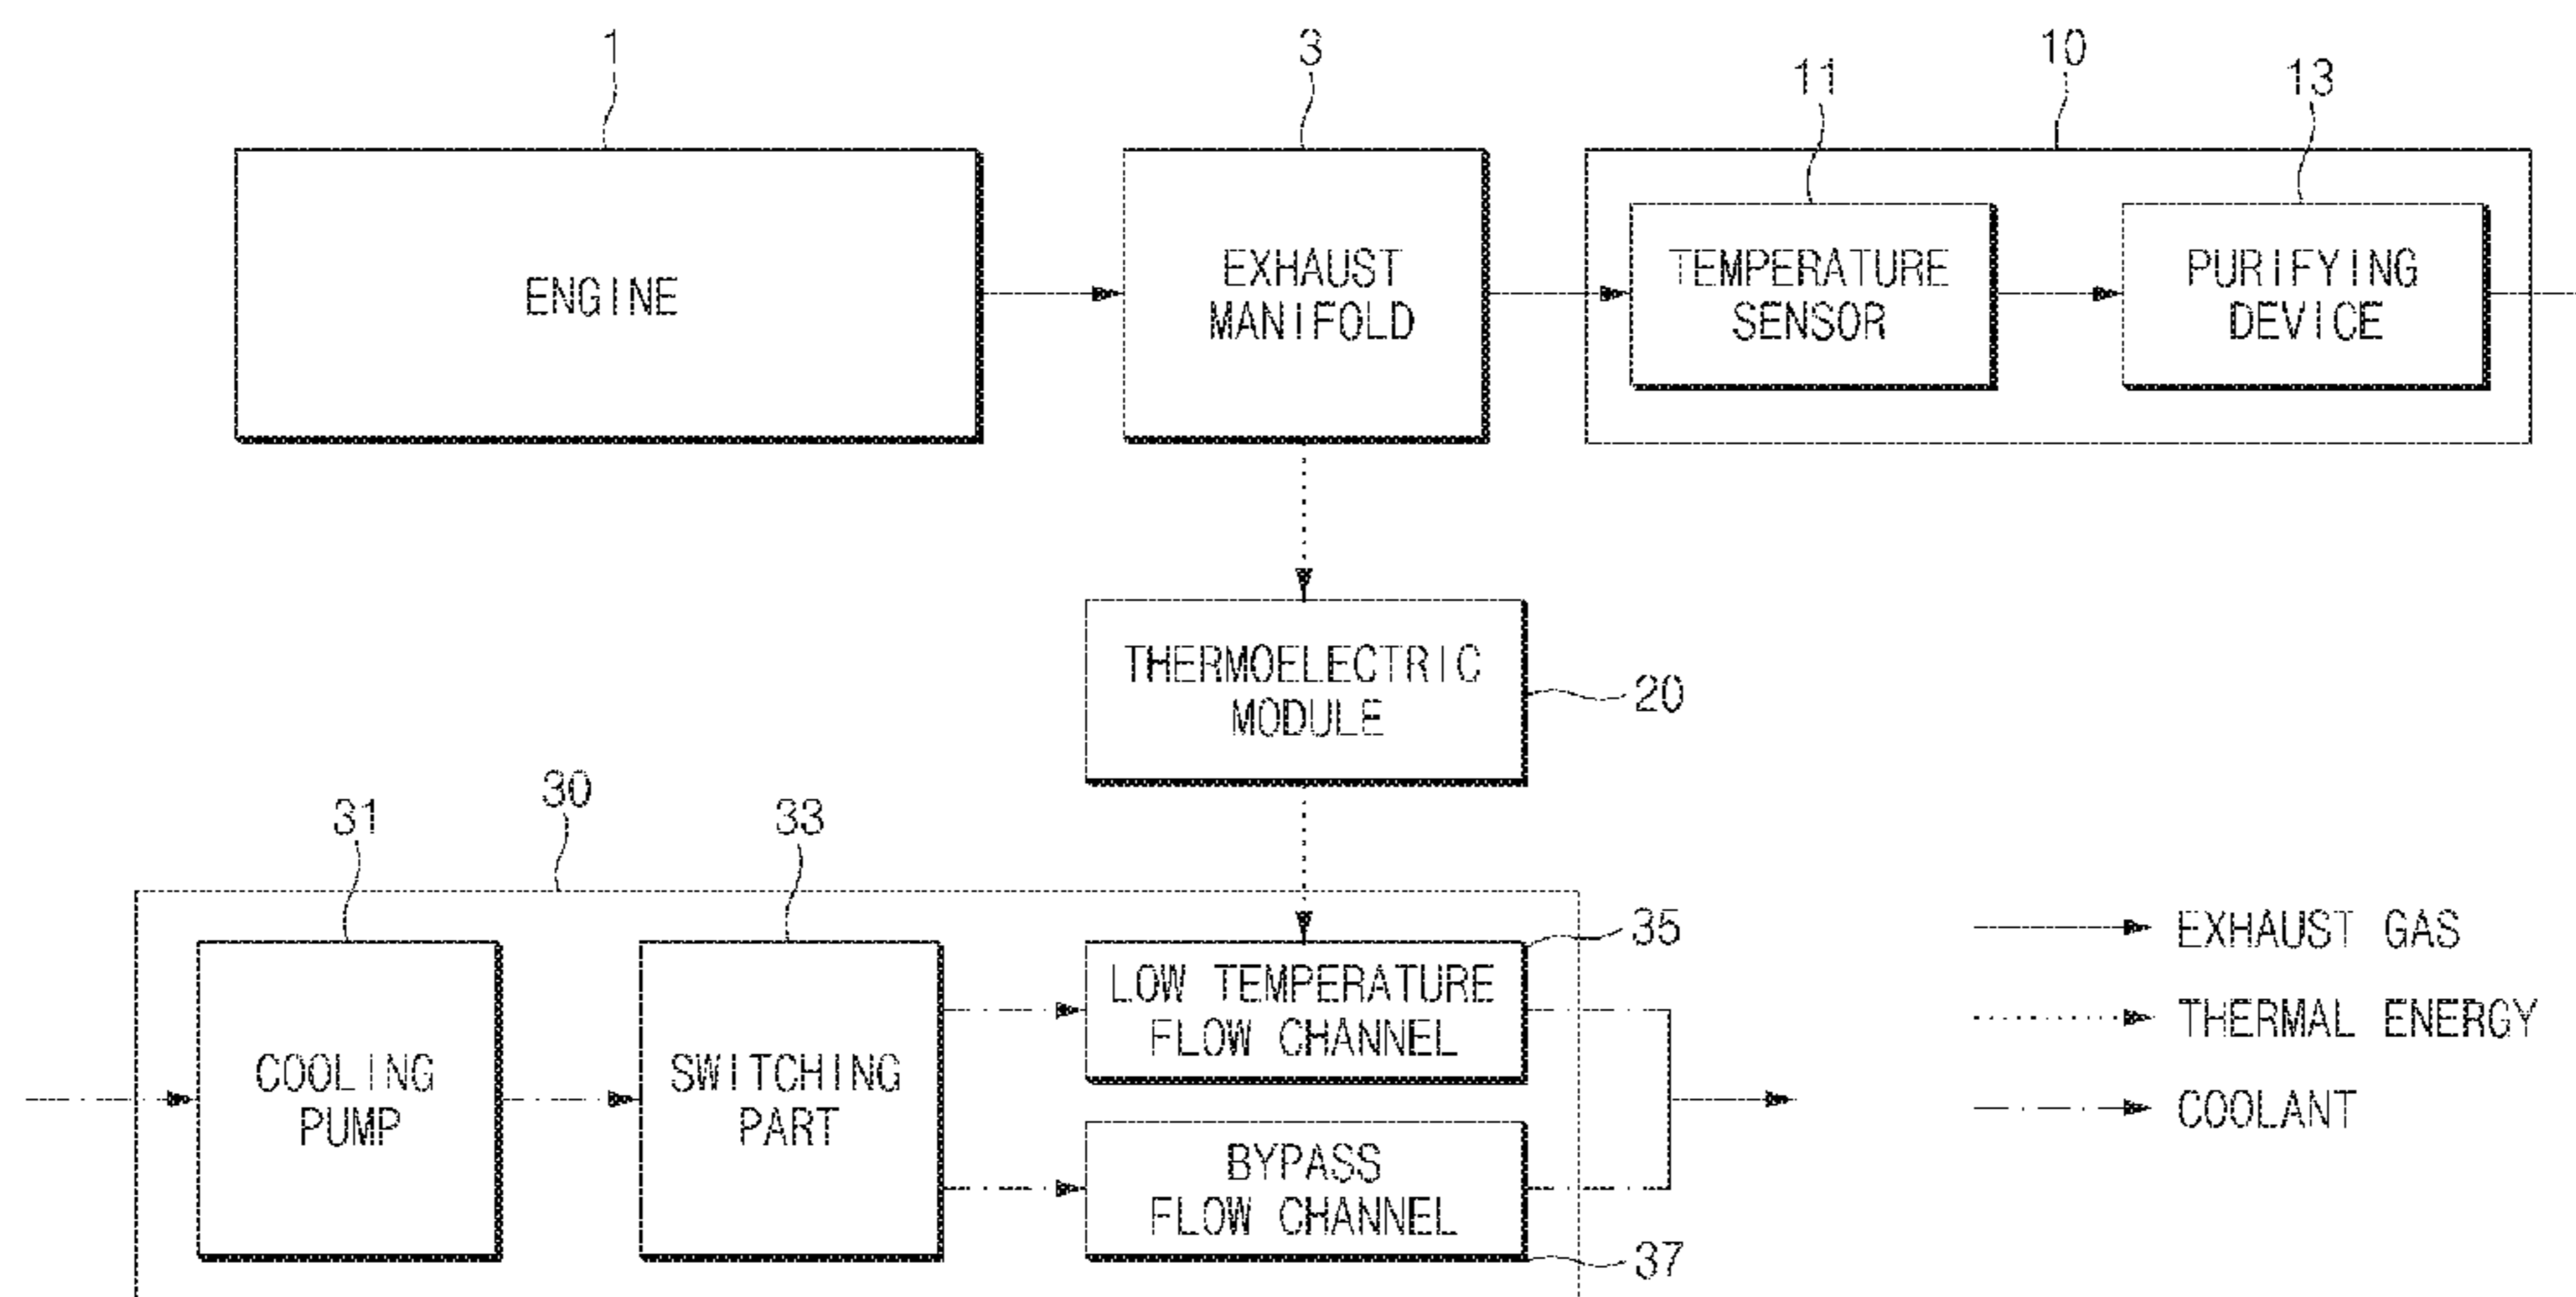 1
3
10
11
13
ENGINE
EXHAUST
MANIFOLD
TEMPERATURE
SENSOR
PURIFYING
DEVICE
THERMOELECTRIC
MODULE
20
30
31
33
35
COOLING
PUMP
SWITCHING
PART
LOW TEMPERATURE
FLOW CHANNEL
BYPASS
FLOW CHANNEL
37
EXHAUST GAS
THERMAL ENERGY
COOLANT